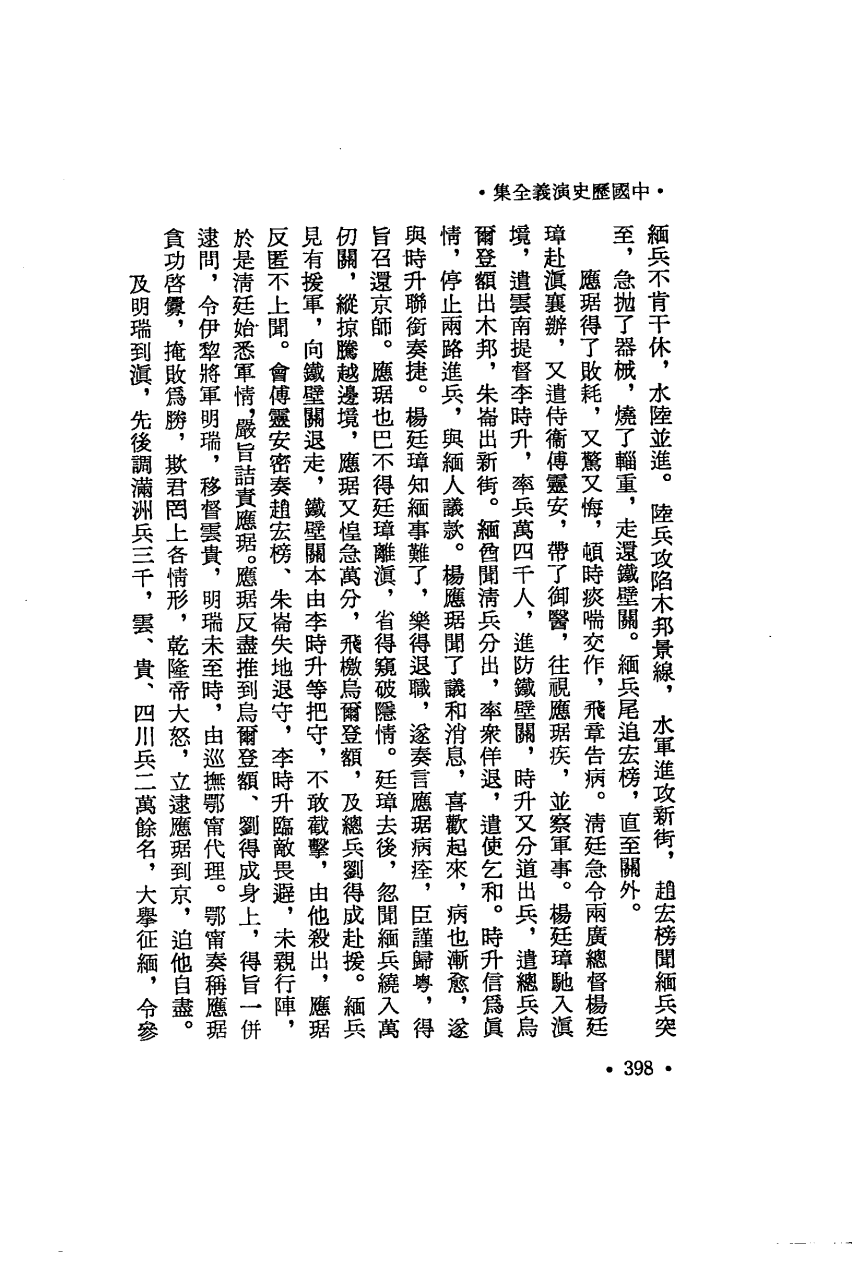 •中國歷史演義全集•
緬兵不肯干休，水陸並進。陸兵攻陷木邦景線，水軍進攻新街，趙宏榜聞緬兵突
至，急拋了器械，燒了輜重，走還鐵壁關。緬兵尾追宏榜，直至關外。
應琚得了敗耗，又驚又悔，頓時痰喘交作，飛章告病。清廷急令兩廣總督楊廷
璋赴滇襄辦，又遣侍衞傅靈安，帶了御醫，往視應琚疾，並察軍事。楊廷璋馳入滇
境，遣雲南提督李時升，率兵萬四千人，進防鐵壁關，時升又分道出兵，遣總兵烏
爾登額出木邦，朱崙出新街。緬酋聞清兵分出，率衆佯退，遣使乞和。時升信爲眞
情，停止兩路進兵，與緬人議款。楊應琚聞了議和消息，喜歡起來，病也漸愈，遂
與時升聯銜奏捷。楊廷璋知緬事難了，樂得退職，遂奏言應琚病痊，臣謹歸粤，得
旨召還京師。應琚也巴不得廷璋離滇，省得窺破隱情。廷璋去後，忽聞緬兵繞入萬
仞關，縱掠騰越邊境，應琚又惶急萬分，飛檄烏爾登額，及總兵劉得成赴援。緬兵
見有援軍，向鐵壁關退走，鐵壁關本由李時升等把守，不敢截擊，由他殺出，應琚
反匿不上聞。會傅靈安密奏趙宏榜、朱崙失地退守，李時升臨敵畏避，未親行陣，
於是清廷始悉軍情，嚴旨詰責應琚。應琚反盡推到烏爾登額、劉得成身上，得旨一併
逮問，令伊犂將軍明瑞，移督雲貴，明瑞未至時，由巡撫鄂甯代理。鄂甯奏稱應琚
貪功啓釁，掩敗爲勝，欺君罔上各情形，乾隆帝大怒，立逮應琚到京，迫他自盡。
及明瑞到滇，先後調滿洲兵三千，雲、貴、四川兵二萬餘名，大舉征緬，令參
•398•